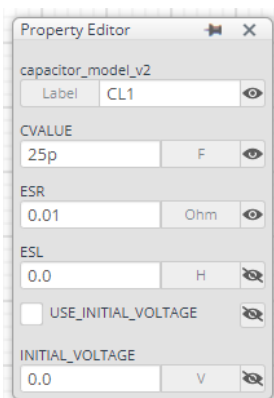 Property Editor
capacitor_model_v2
Label CL1
CVALUE
25p F
ESR
0.01 Ohm
ESL
0.0 H
USE_INITIAL_VOLTAGE
INITIAL_VOLTAGE
0.0 V